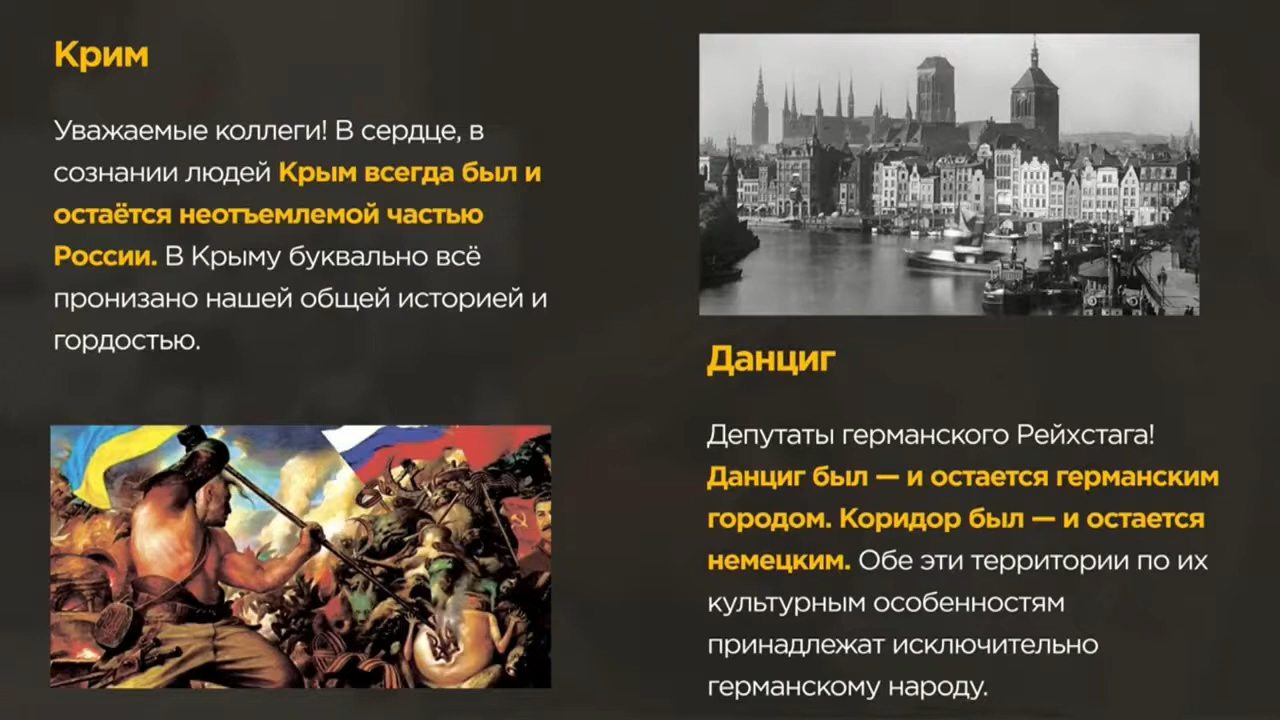 Крим
Уважаемые коллеги! В сердце, в
сознании людей Крым всегда был и
остаётся неотъемлемой частью
России. В Крыму буквально всё
пронизано нашей общей историей и
гордостью.
Данциг
Депутаты германского Рейхстага!
Данциг был — и остается германским
городом. Коридор был — и остается
немецким. Обе эти территории по их
культурным особенностям
принадлежат исключительно
германскому народу.